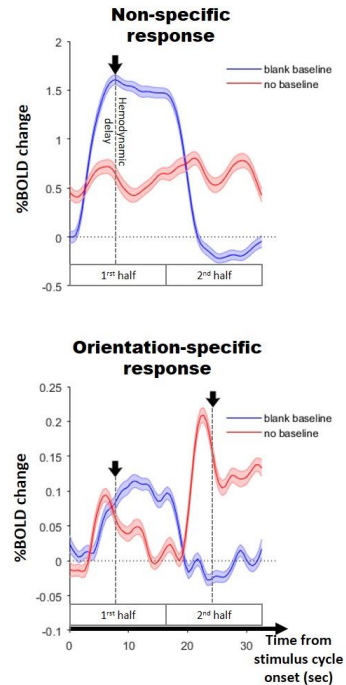 Non-specific
response
2
blank baseline
no baseline
1.5
Hemodynamic
delay
1
%BOLD change
0.5
0
1ʳˢᵗ half
2ⁿᵈ half
-0.5
Orientation-specific
response
0.25
blank baseline
no baseline
0.2
0.15
%BOLD change
0.1
0.05
0
-0.05
1ʳˢᵗ half
2ⁿᵈ half
-0.1
0
10
20
30
Time from
stimulus cycle
onset (sec)